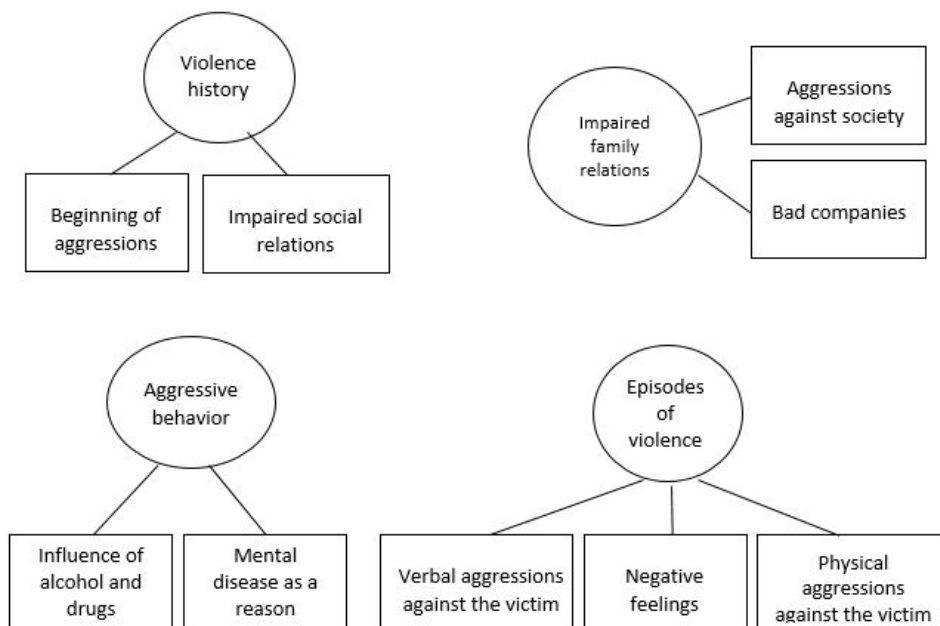 Violence
history
Beginning of
aggressions
Impaired social
relations
Impaired
family
relations
Aggressions
against society
Bad companies
Aggressive
behavior
Influence of
alcohol and
drugs
Mental
disease as a
reason
Episodes
of
violence
Verbal aggressions
against the victim
Negative
feelings
Physical
aggressions
against the victim